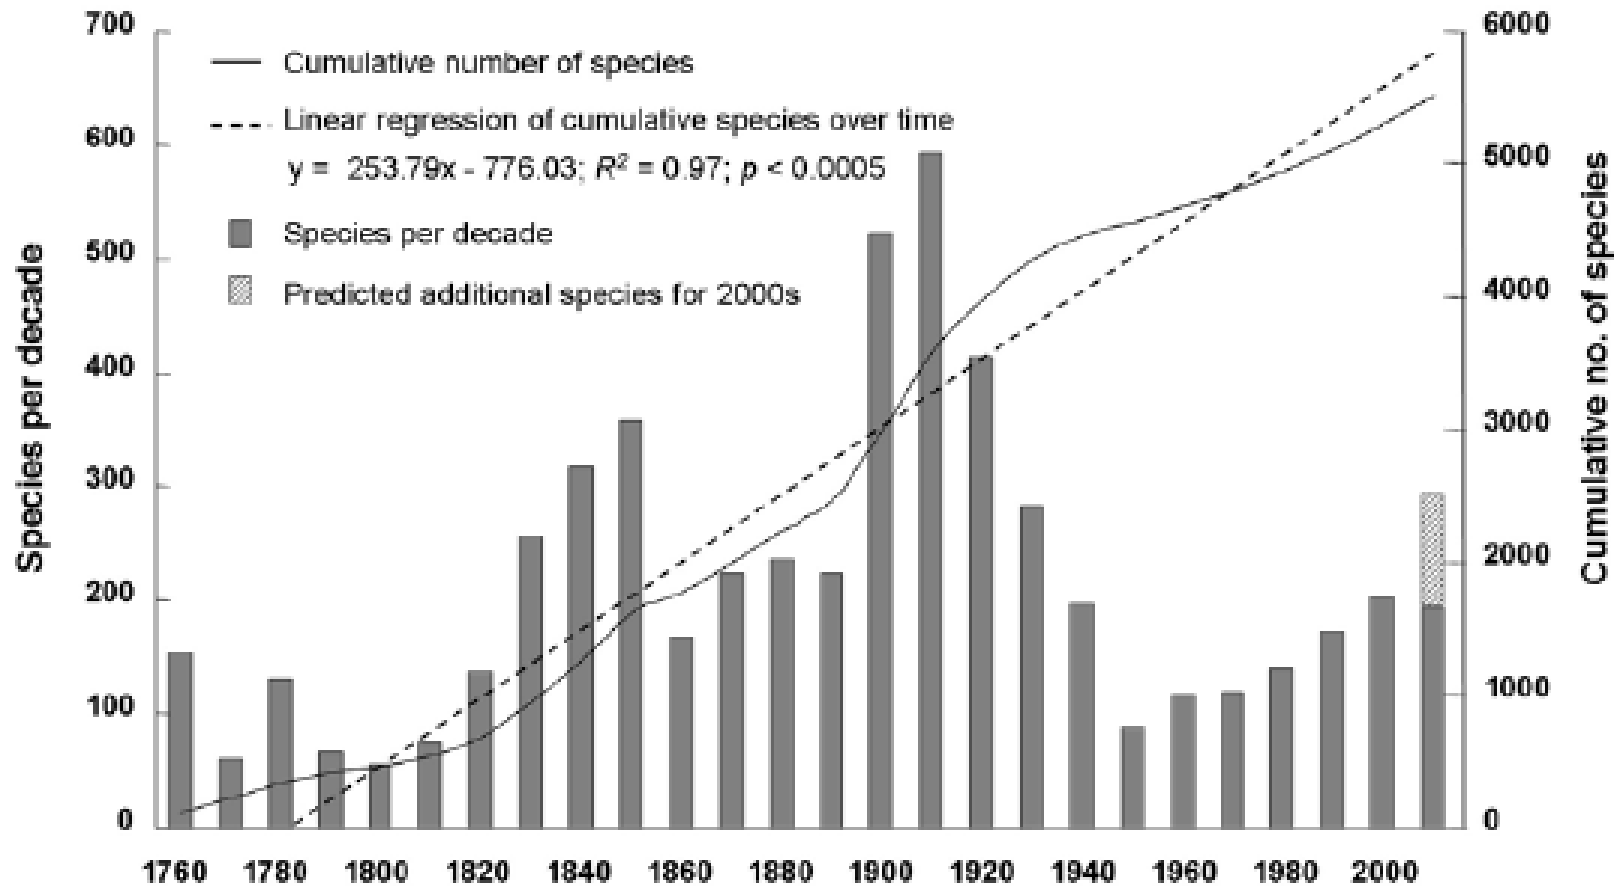 700
600
500
400
300
200
100
0
Species per decade
Cumulative number of species
Linear regression of cumulative species over time
y = 253.79x - 776.03; R² = 0.97; p < 0.0005
Species per decade
Predicted additional species for 2000s
6000
5000
4000
3000
2000
1000
0
Cumulative no. of species
1760 1780 1800 1820 1840 1860 1880 1900 1920 1940 1960 1980 2000